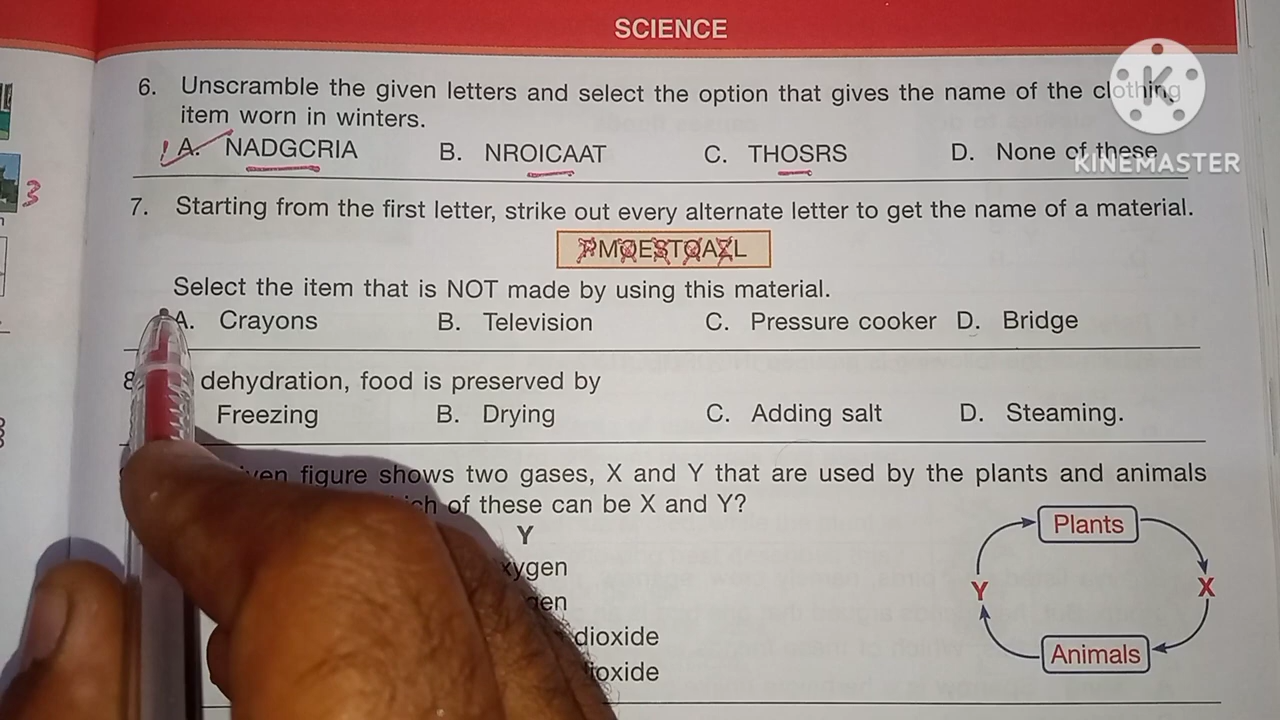 SCIENCE
6. Unscramble the given letters and select the option that gives the name of the clothing
item worn in winters.
A. NADGCRIA B. NROICAAT C. THOSRS D. None of these
KINEMASTER
3
7. Starting from the first letter, strike out every alternate letter to get the name of a material.
PMQESTOAZL
Select the item that is NOT made by using this material.
A. Crayons B. Television C. Pressure cooker D. Bridge
8 dehydration, food is preserved by
Freezing B. Drying C. Adding salt D. Steaming.
figure shows two gases, X and Y that are used by the plants and animals
of these can be X and Y?
Y
Plants
Y X
dioxide
Animals